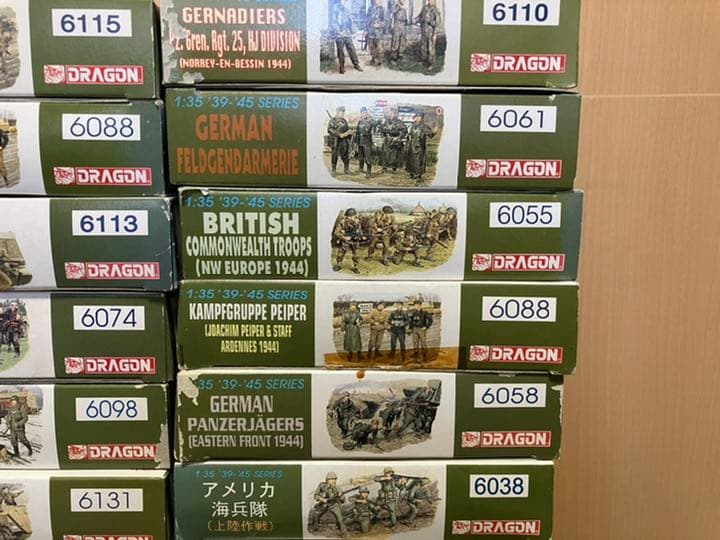 6115
DRAGON
6088
DRAGON
6113
DRAGON
6074
DRAGON
6098
DRAGON
6131
DRAGON
GERNADIERS
Gren. Rgt. 25, HJ DIVISION
(NORREY-EN-BESSIN 1944)
6110
DRAGON
1:35 '39-'45 SERIES
GERMAN
FELDGENDARMERIE
6061
DRAGON
1:35 '39-'45 SERIES
BRITISH
COMMONWEALTH TROOPS
(NW EUROPE 1944)
6055
DRAGON
1:35 '39-'45 SERIES
KAMPFGRUPPE PEIPER
(JOACHIM PEIPER & STAFF
ARDENNES 1944)
6088
DRAGON
35 '39-'45 SERIES
GERMAN
PANZERJÄGERS
(EASTERN FRONT 1944)
6058
DRAGON
1:35 '39-'45 SERIES
アメリカ
海兵隊
(上陸作戦)
6038
DRAGON